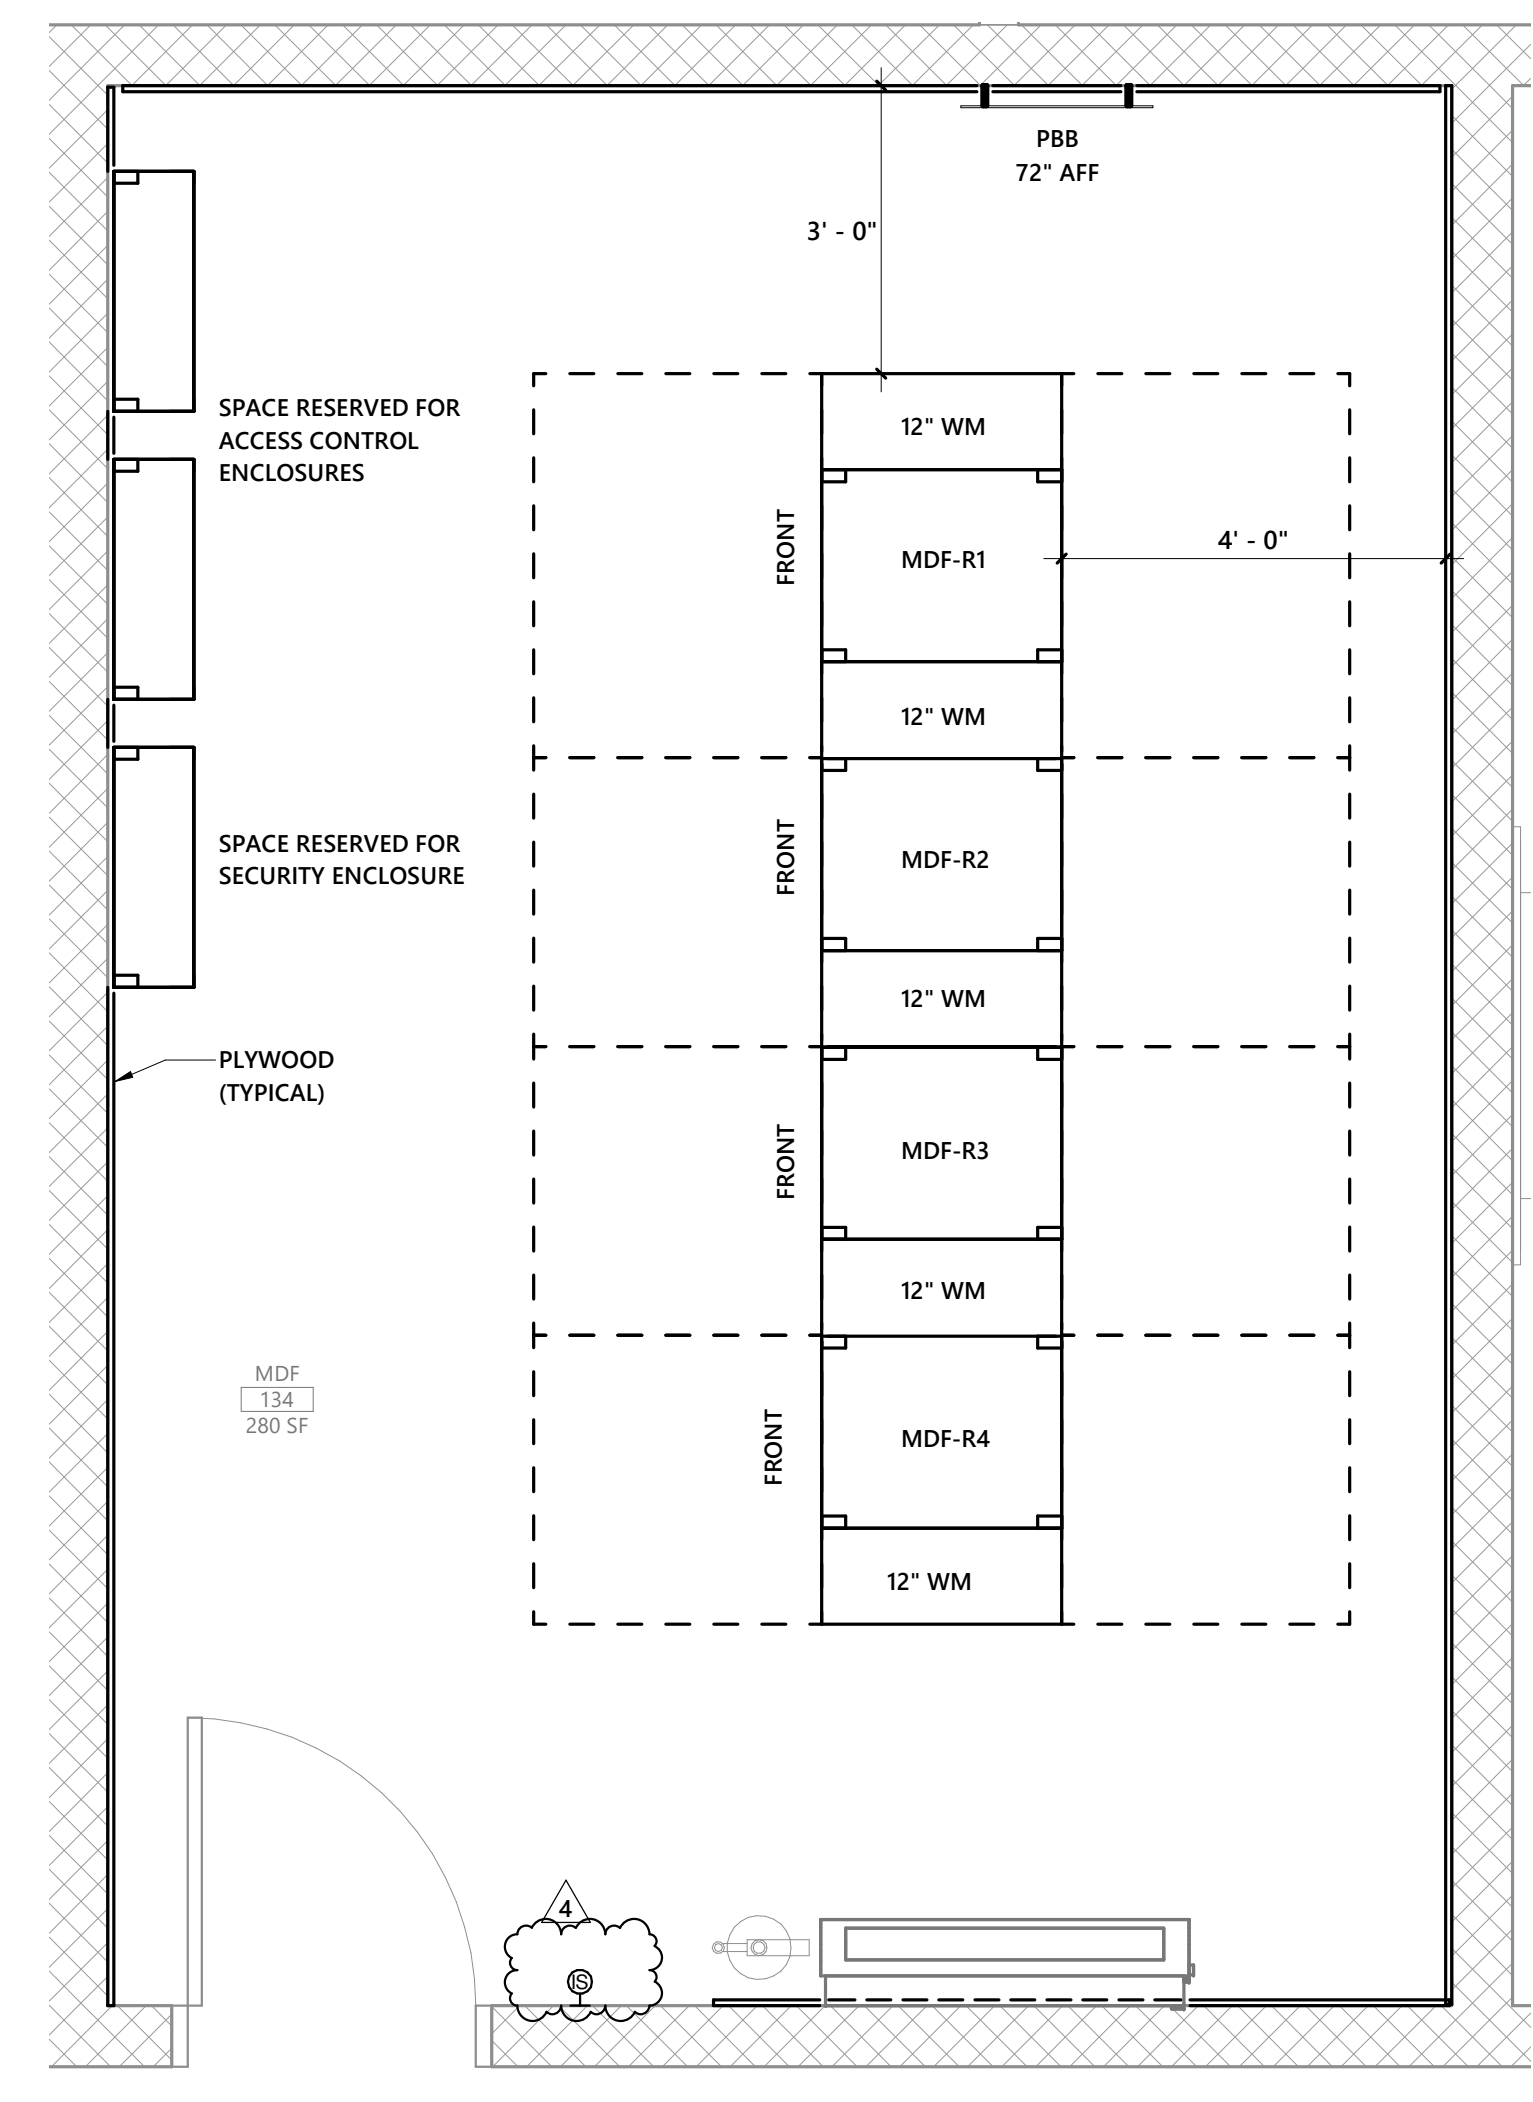 PBB
72" AFF
3' - 0"
SPACE RESERVED FOR
ACCESS CONTROL
ENCLOSURES
12" WM
FRONT
MDF-R1
4' - 0"
12" WM
SPACE RESERVED FOR
SECURITY ENCLOSURE
FRONT
MDF-R2
12" WM
PLYWOOD
(TYPICAL)
FRONT
MDF-R3
12" WM
MDF
134
280 SF
FRONT
MDF-R4
12" WM
4
IS